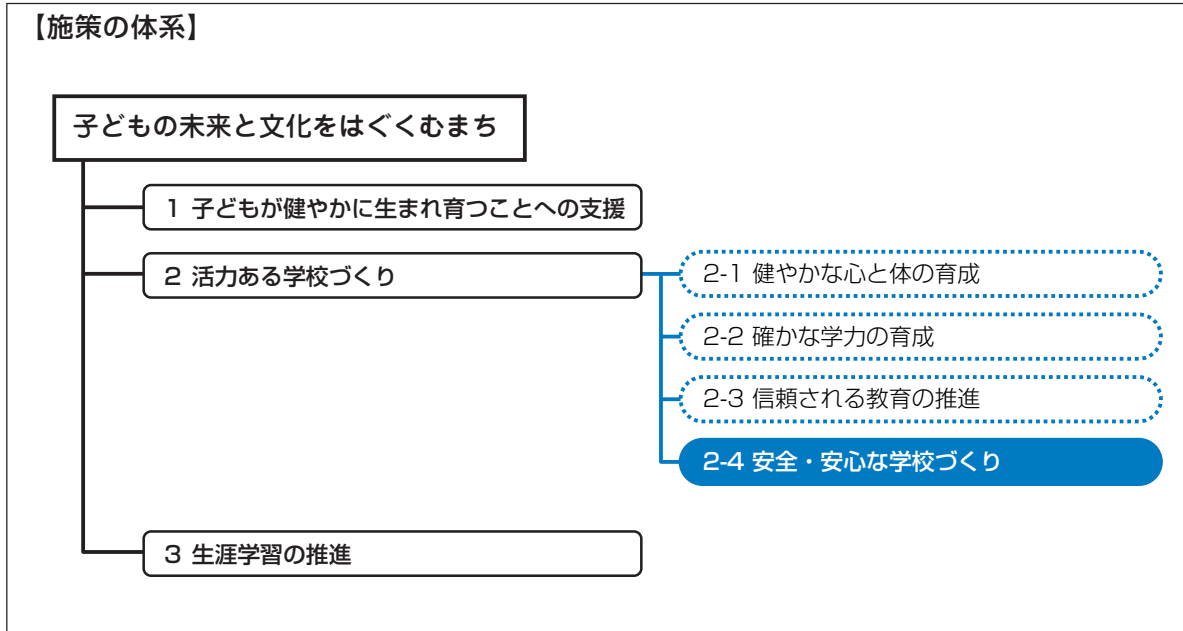 【施策の体系】
子どもの未来と文化をはぐくむまち
1 子どもが健やかに生まれ育つことへの支援
2 活力ある学校づくり
2-1 健やかな心と体の育成
2-2 確かな学力の育成
2-3 信頼される教育の推進
2-4 安全・安心な学校づくり
3 生涯学習の推進